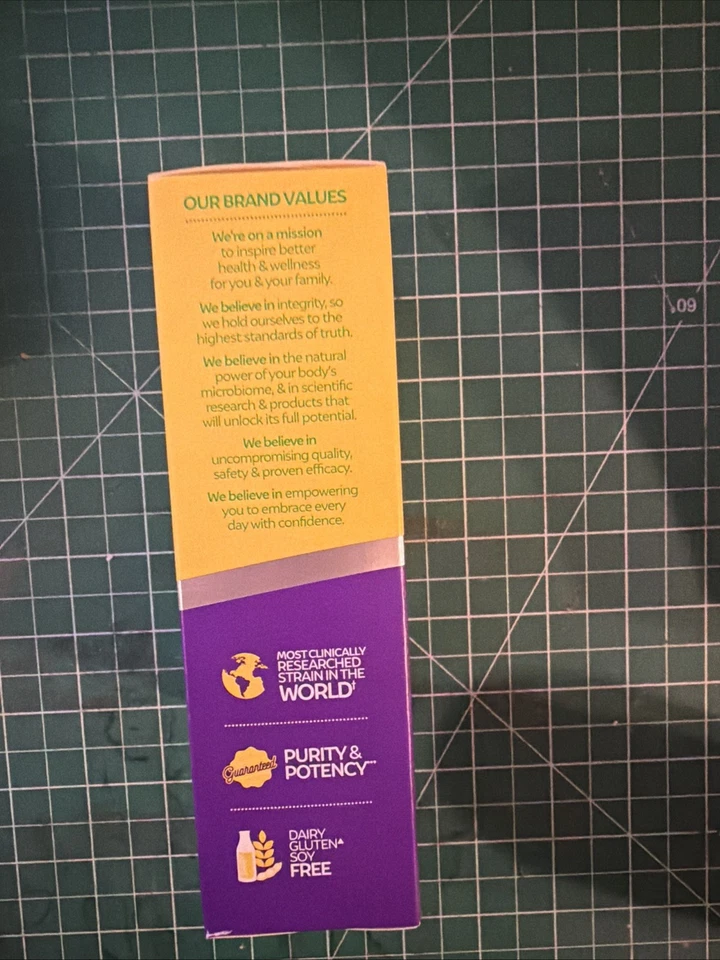 OUR BRAND VALUES
We're on a mission
to inspire better
health & wellness
for you & your family.
We believe in integrity, so
we hold ourselves to the
highest standards of truth.
We believe in the natural
power of your body's
microbiome, & in scientific
research & products that
will unlock its full potential.
We believe in
uncompromising quality,
safety & proven efficacy.
We believe in empowering
you to embrace every
day with confidence.
MOST CLINICALLY
RESEARCHED
STRAIN IN THE
WORLD†
Guaranteed
PURITY &
POTENCY***
DAIRY
GLUTEN▲
SOY
FREE
60